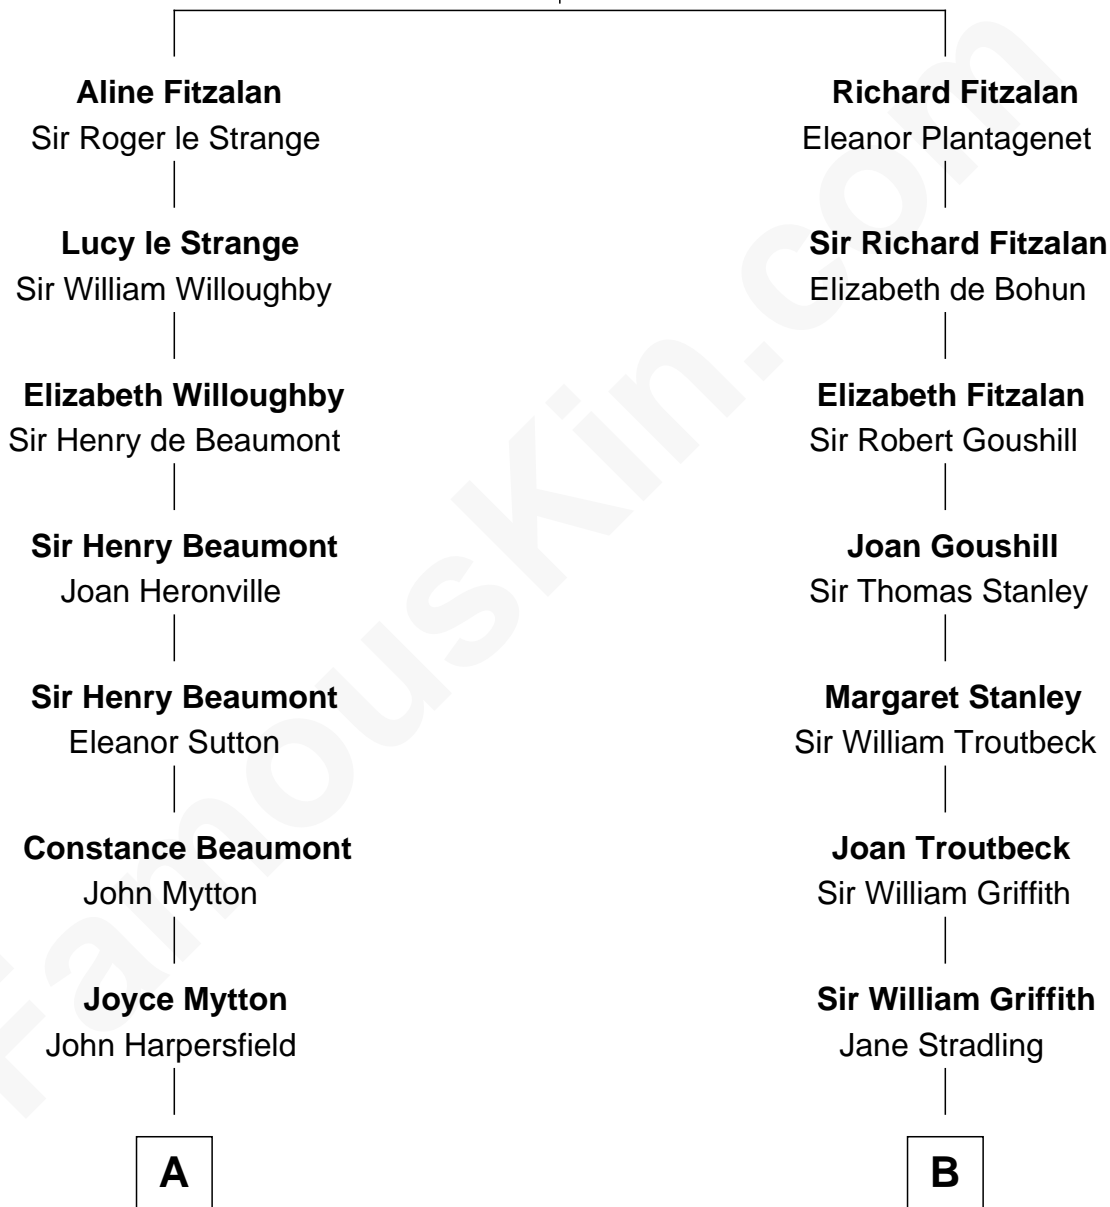 Aline Fitzalan
Sir Roger le Strange
Lucy le Strange
Sir William Willoughby
Elizabeth Willoughby
Sir Henry de Beaumont
Sir Henry Beaumont
Joan Heronville
Sir Henry Beaumont
Eleanor Sutton
Constance Beaumont
John Mytton
Joyce Mytton
John Harpersfield
A
Richard Fitzalan
Eleanor Plantagenet
Sir Richard Fitzalan
Elizabeth de Bohun
Elizabeth Fitzalan
Sir Robert Goushill
Joan Goushill
Sir Thomas Stanley
Margaret Stanley
Sir William Troutbeck
Joan Troutbeck
Sir William Griffith
Sir William Griffith
Jane Stradling
B
FamousKin.com